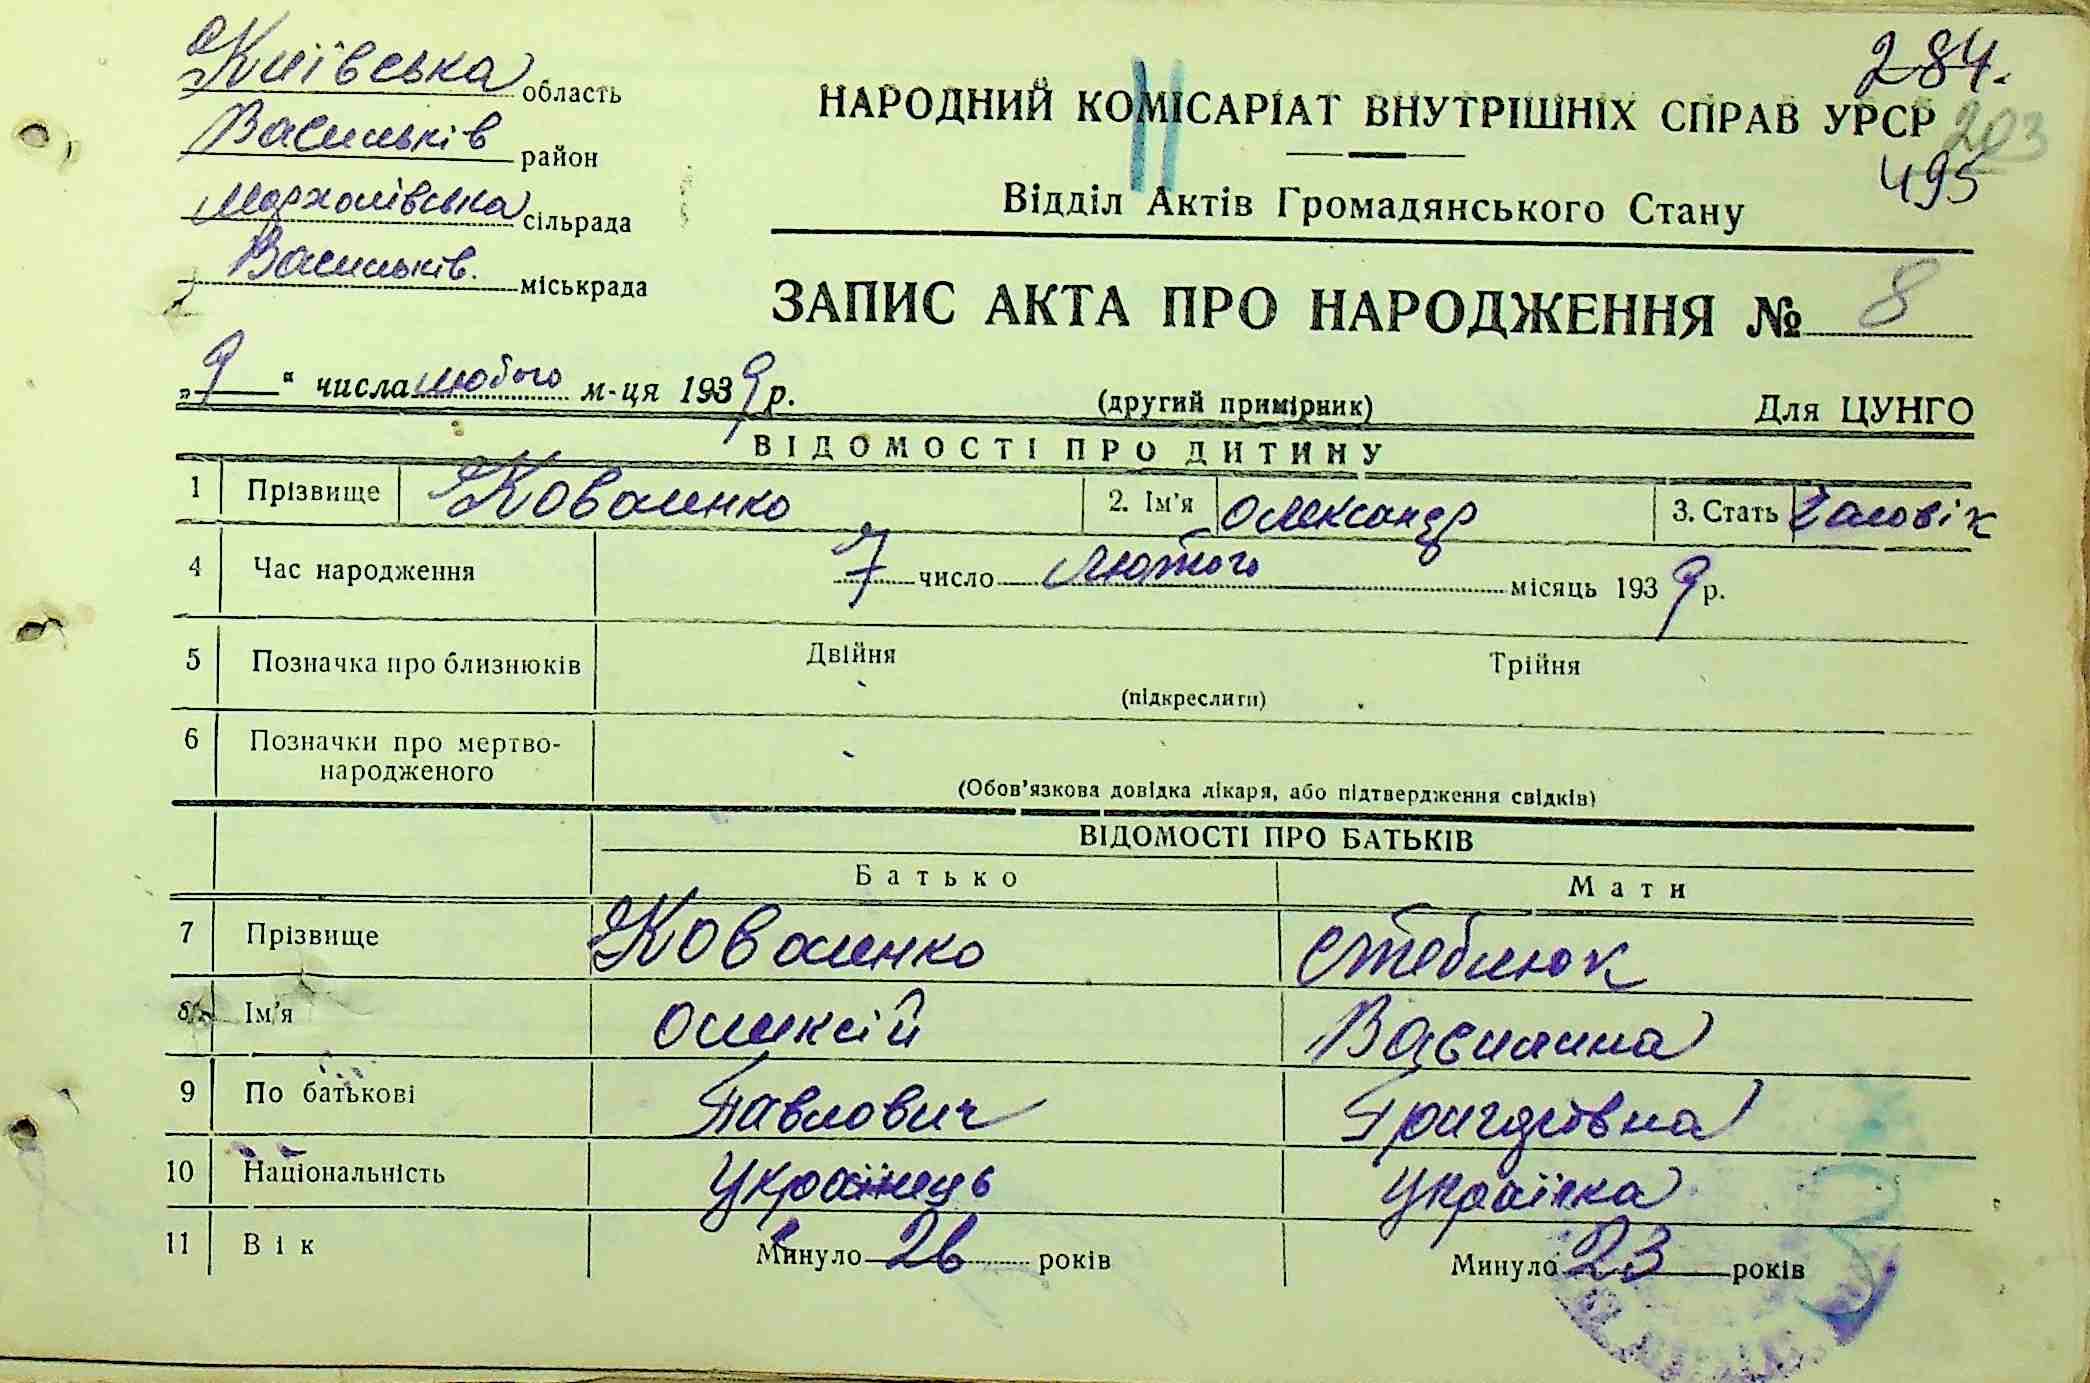 Київська область
Васильків район
Мархалівська сільрада
Васильків. міськрада
284.
203
495
НАРОДНИЙ КОМІСАРІАТ ВНУТРІШНІХ СПРАВ УРСР
Відділ Актів Громадянського Стану
ЗАПИС АКТА ПРО НАРОДЖЕННЯ № 8
„ 9 “ числа любого м-ця 1939 р. (другий примірник) Для ЦУНГО
ВІДОМОСТІ ПРО ДИТИНУ
1 Прізвище Коваленко 2. Ім'я Олександр 3. Стать Чаловік
4 Час народження 7 число Лютого місяць 1939 р.
5 Позначка про близнюків Двійня Трійня
(підкреслити)
6 Позначки про мертво-
народженого
(Обов'язкова довідка лікаря, або підтвердження свідків)
ВІДОМОСТІ ПРО БАТЬКІВ
Батько Мати
7 Прізвище Коваленко Стеблюк
8 Ім'я Олексій Василина
9 По батькові Павлович Григорівна
10 Національність Українець Українка
11 Вік Минуло 26 років Минуло 23 років